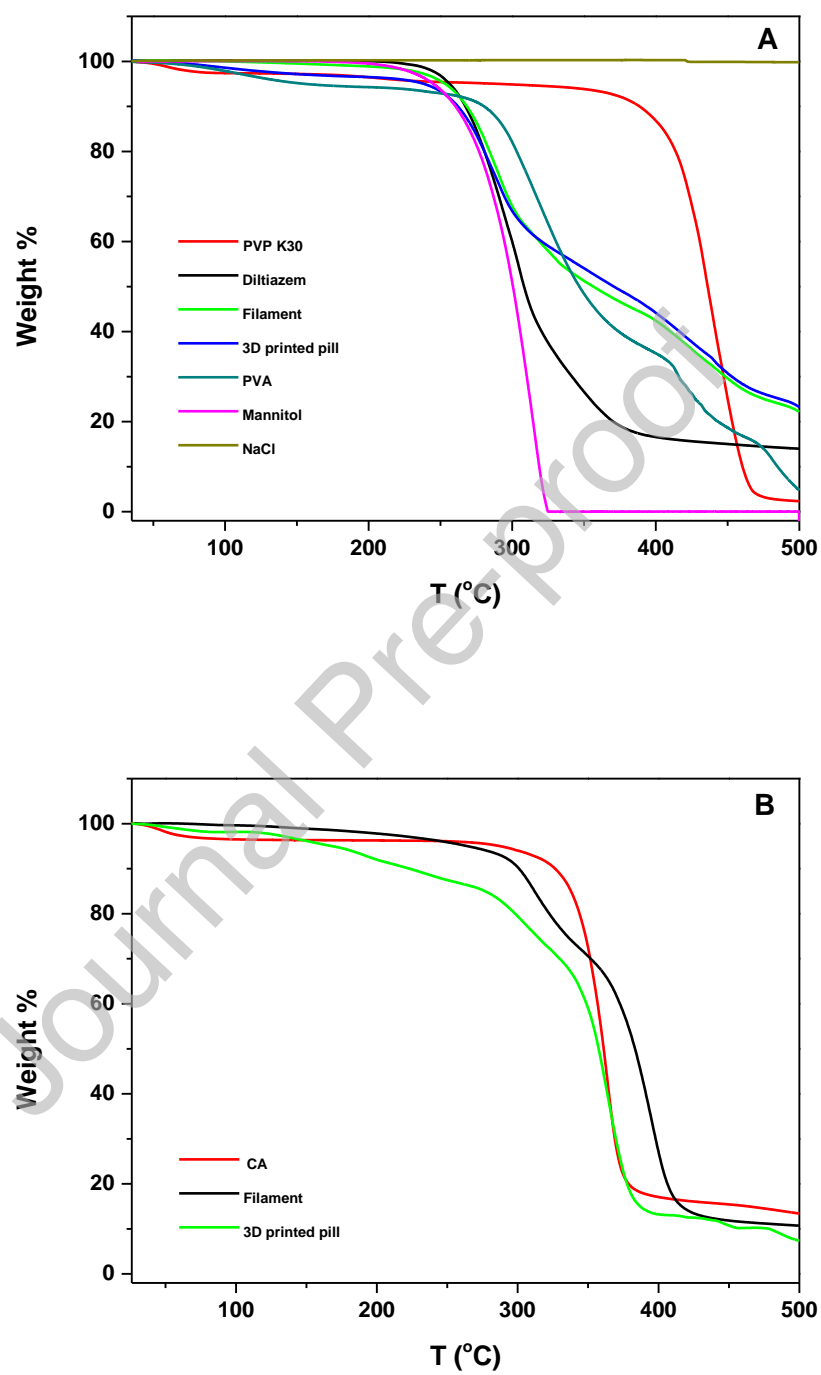 A
100
80
60
40
20
0
Weight %
PVP K30
Diltiazem
Filament
3D printed pill
PVA
Mannitol
NaCl
100 200 300 400 500
T (°C)
Journal Pre-proof
B
100
80
60
40
20
0
Weight %
CA
Filament
3D printed pill
100 200 300 400 500
T (°C)